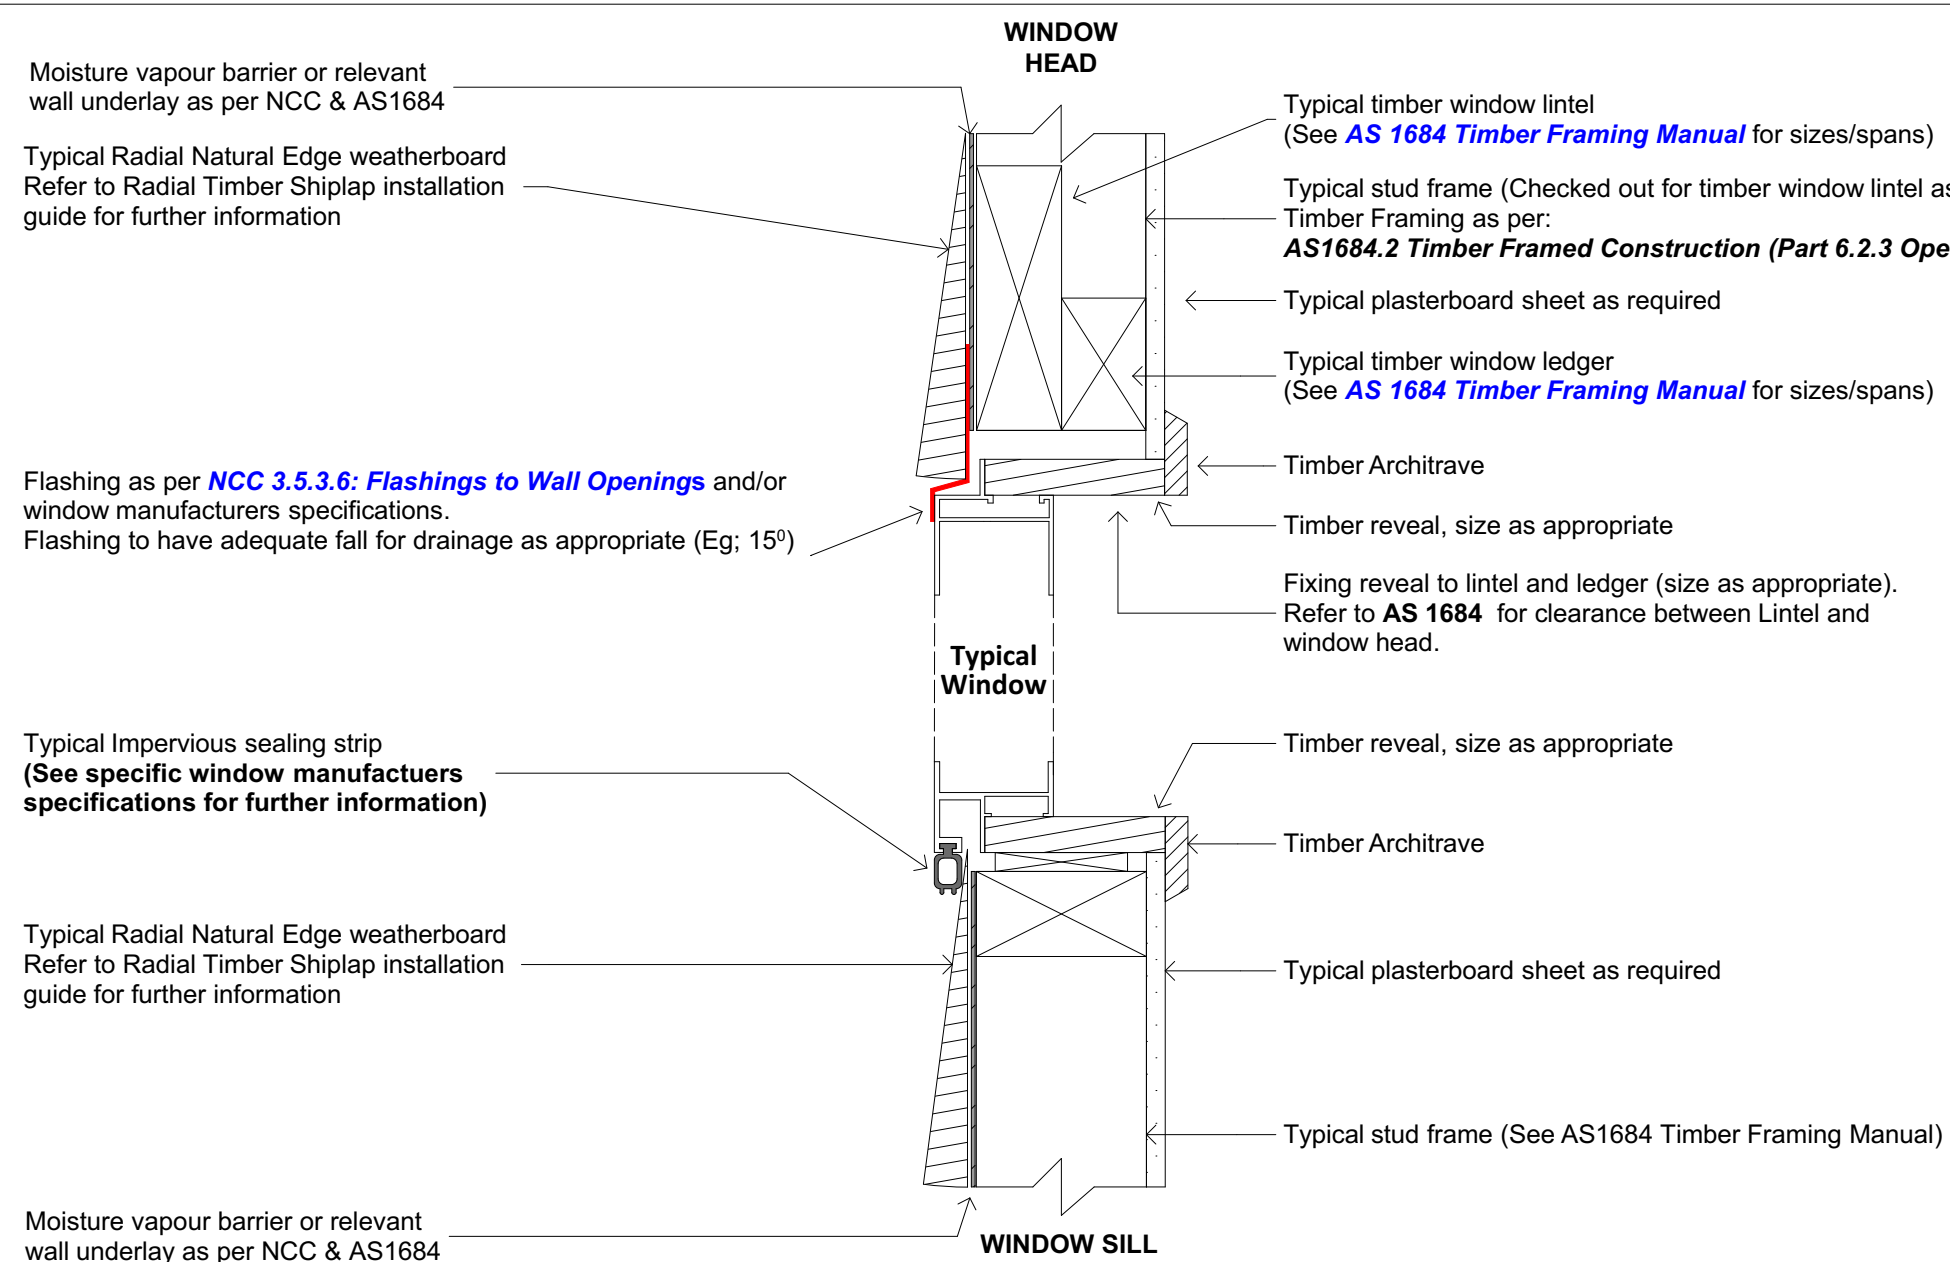 WINDOW
HEAD
Moisture vapour barrier or relevant
wall underlay as per NCC & AS1684
Typical Radial Natural Edge weatherboard
Refer to Radial Timber Shiplap installation
guide for further information
Flashing as per NCC 3.5.3.6: Flashings to Wall Openings and/or
window manufacturers specifications.
Flashing to have adequate fall for drainage as appropriate (Eg; 15⁰)
Typical timber window lintel
(See AS 1684 Timber Framing Manual for sizes/spans)
Typical stud frame (Checked out for timber window lintel as
Timber Framing as per:
AS1684.2 Timber Framed Construction (Part 6.2.3 Ope
Typical plasterboard sheet as required
Typical timber window ledger
(See AS 1684 Timber Framing Manual for sizes/spans)
Timber Architrave
Timber reveal, size as appropriate
Fixing reveal to lintel and ledger (size as appropriate).
Refer to AS 1684 for clearance between Lintel and
window head.
Typical
Window
Typical Impervious sealing strip
(See specific window manufactuers
specifications for further information)
Typical Radial Natural Edge weatherboard
Refer to Radial Timber Shiplap installation
guide for further information
Moisture vapour barrier or relevant
wall underlay as per NCC & AS1684
Timber reveal, size as appropriate
Timber Architrave
Typical plasterboard sheet as required
Typical stud frame (See AS1684 Timber Framing Manual)
WINDOW SILL